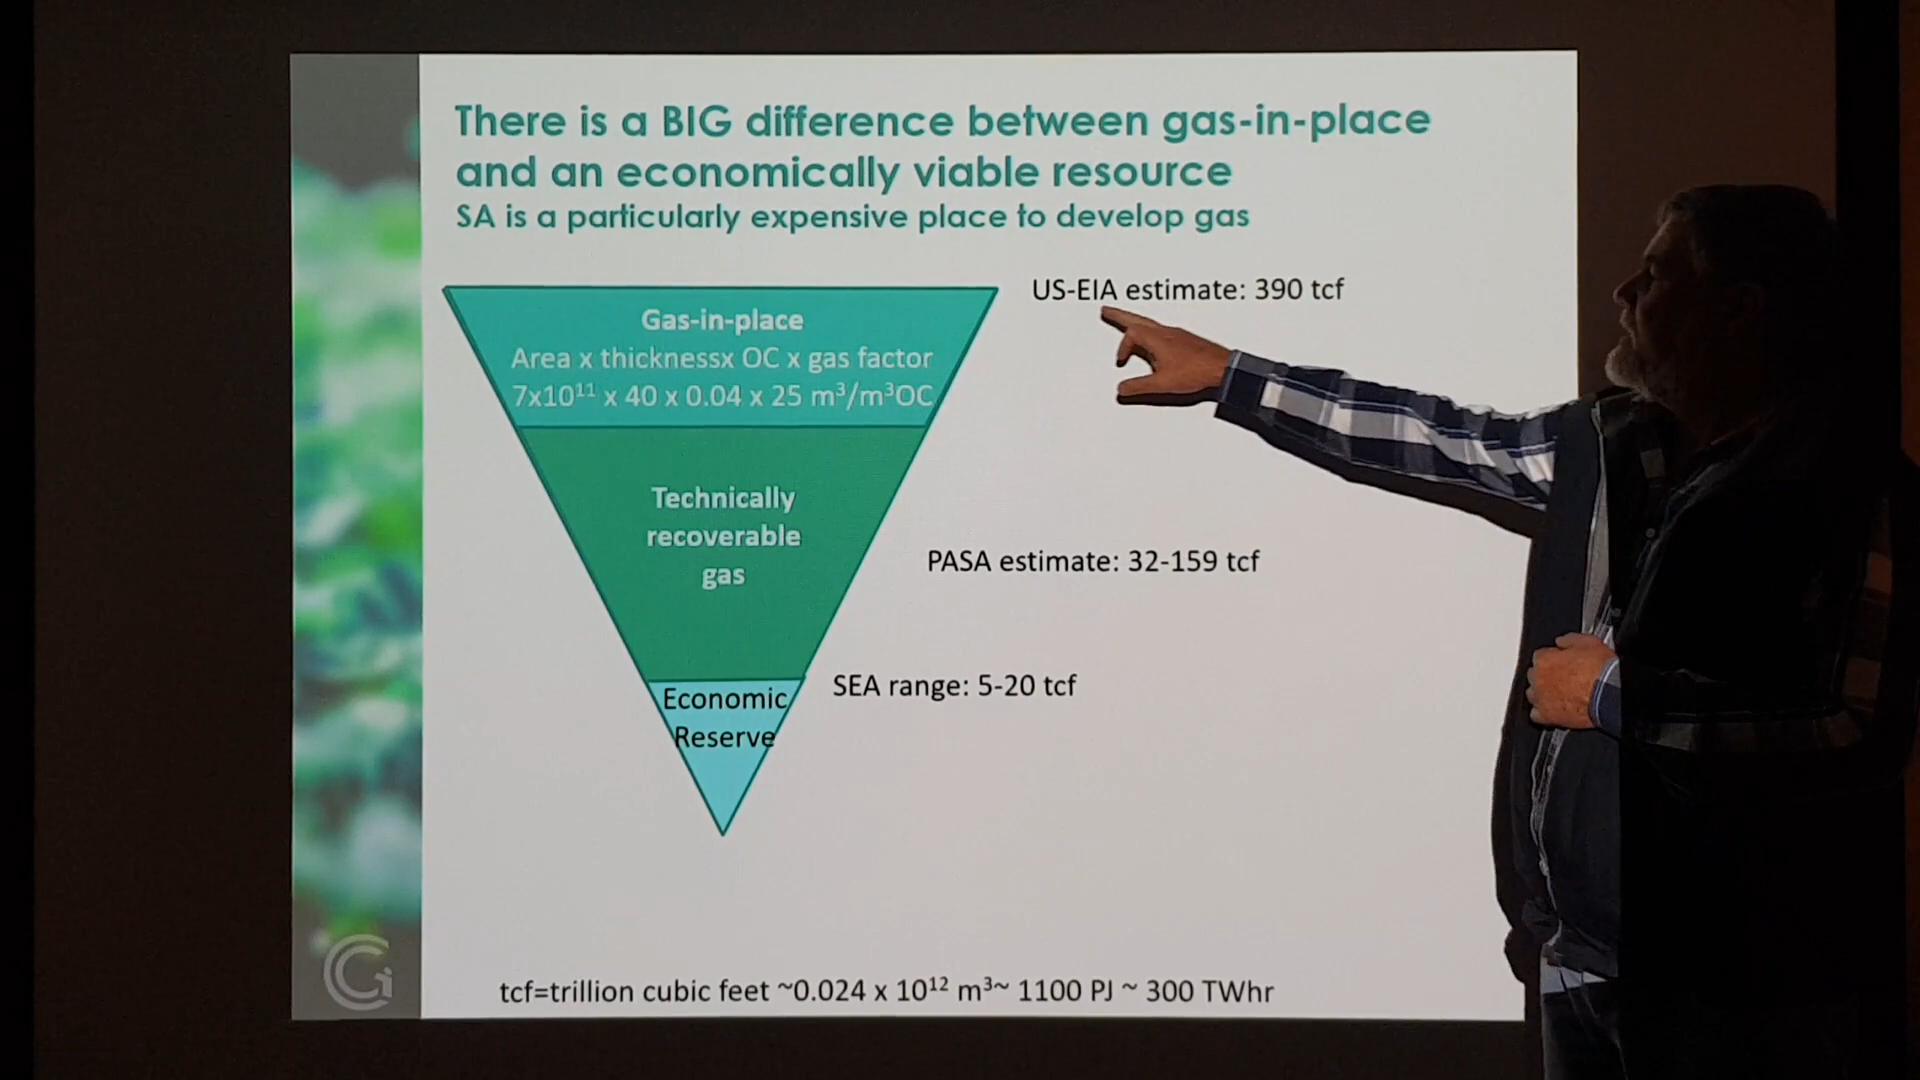 There is a BIG difference between gas-in-place
and an economically viable resource
SA is a particularly expensive place to develop gas
US-EIA estimate: 390 tcf
Gas-in-place
Area x thicknessx OC x gas factor
7x10¹¹ x 40 x 0.04 x 25 m³/m³OC
Technically
recoverable
gas
PASA estimate: 32-159 tcf
SEA range: 5-20 tcf
Economic
Reserve
tcf=trillion cubic feet ~0.024 x 10¹² m³~ 1100 PJ ~ 300 TWhr